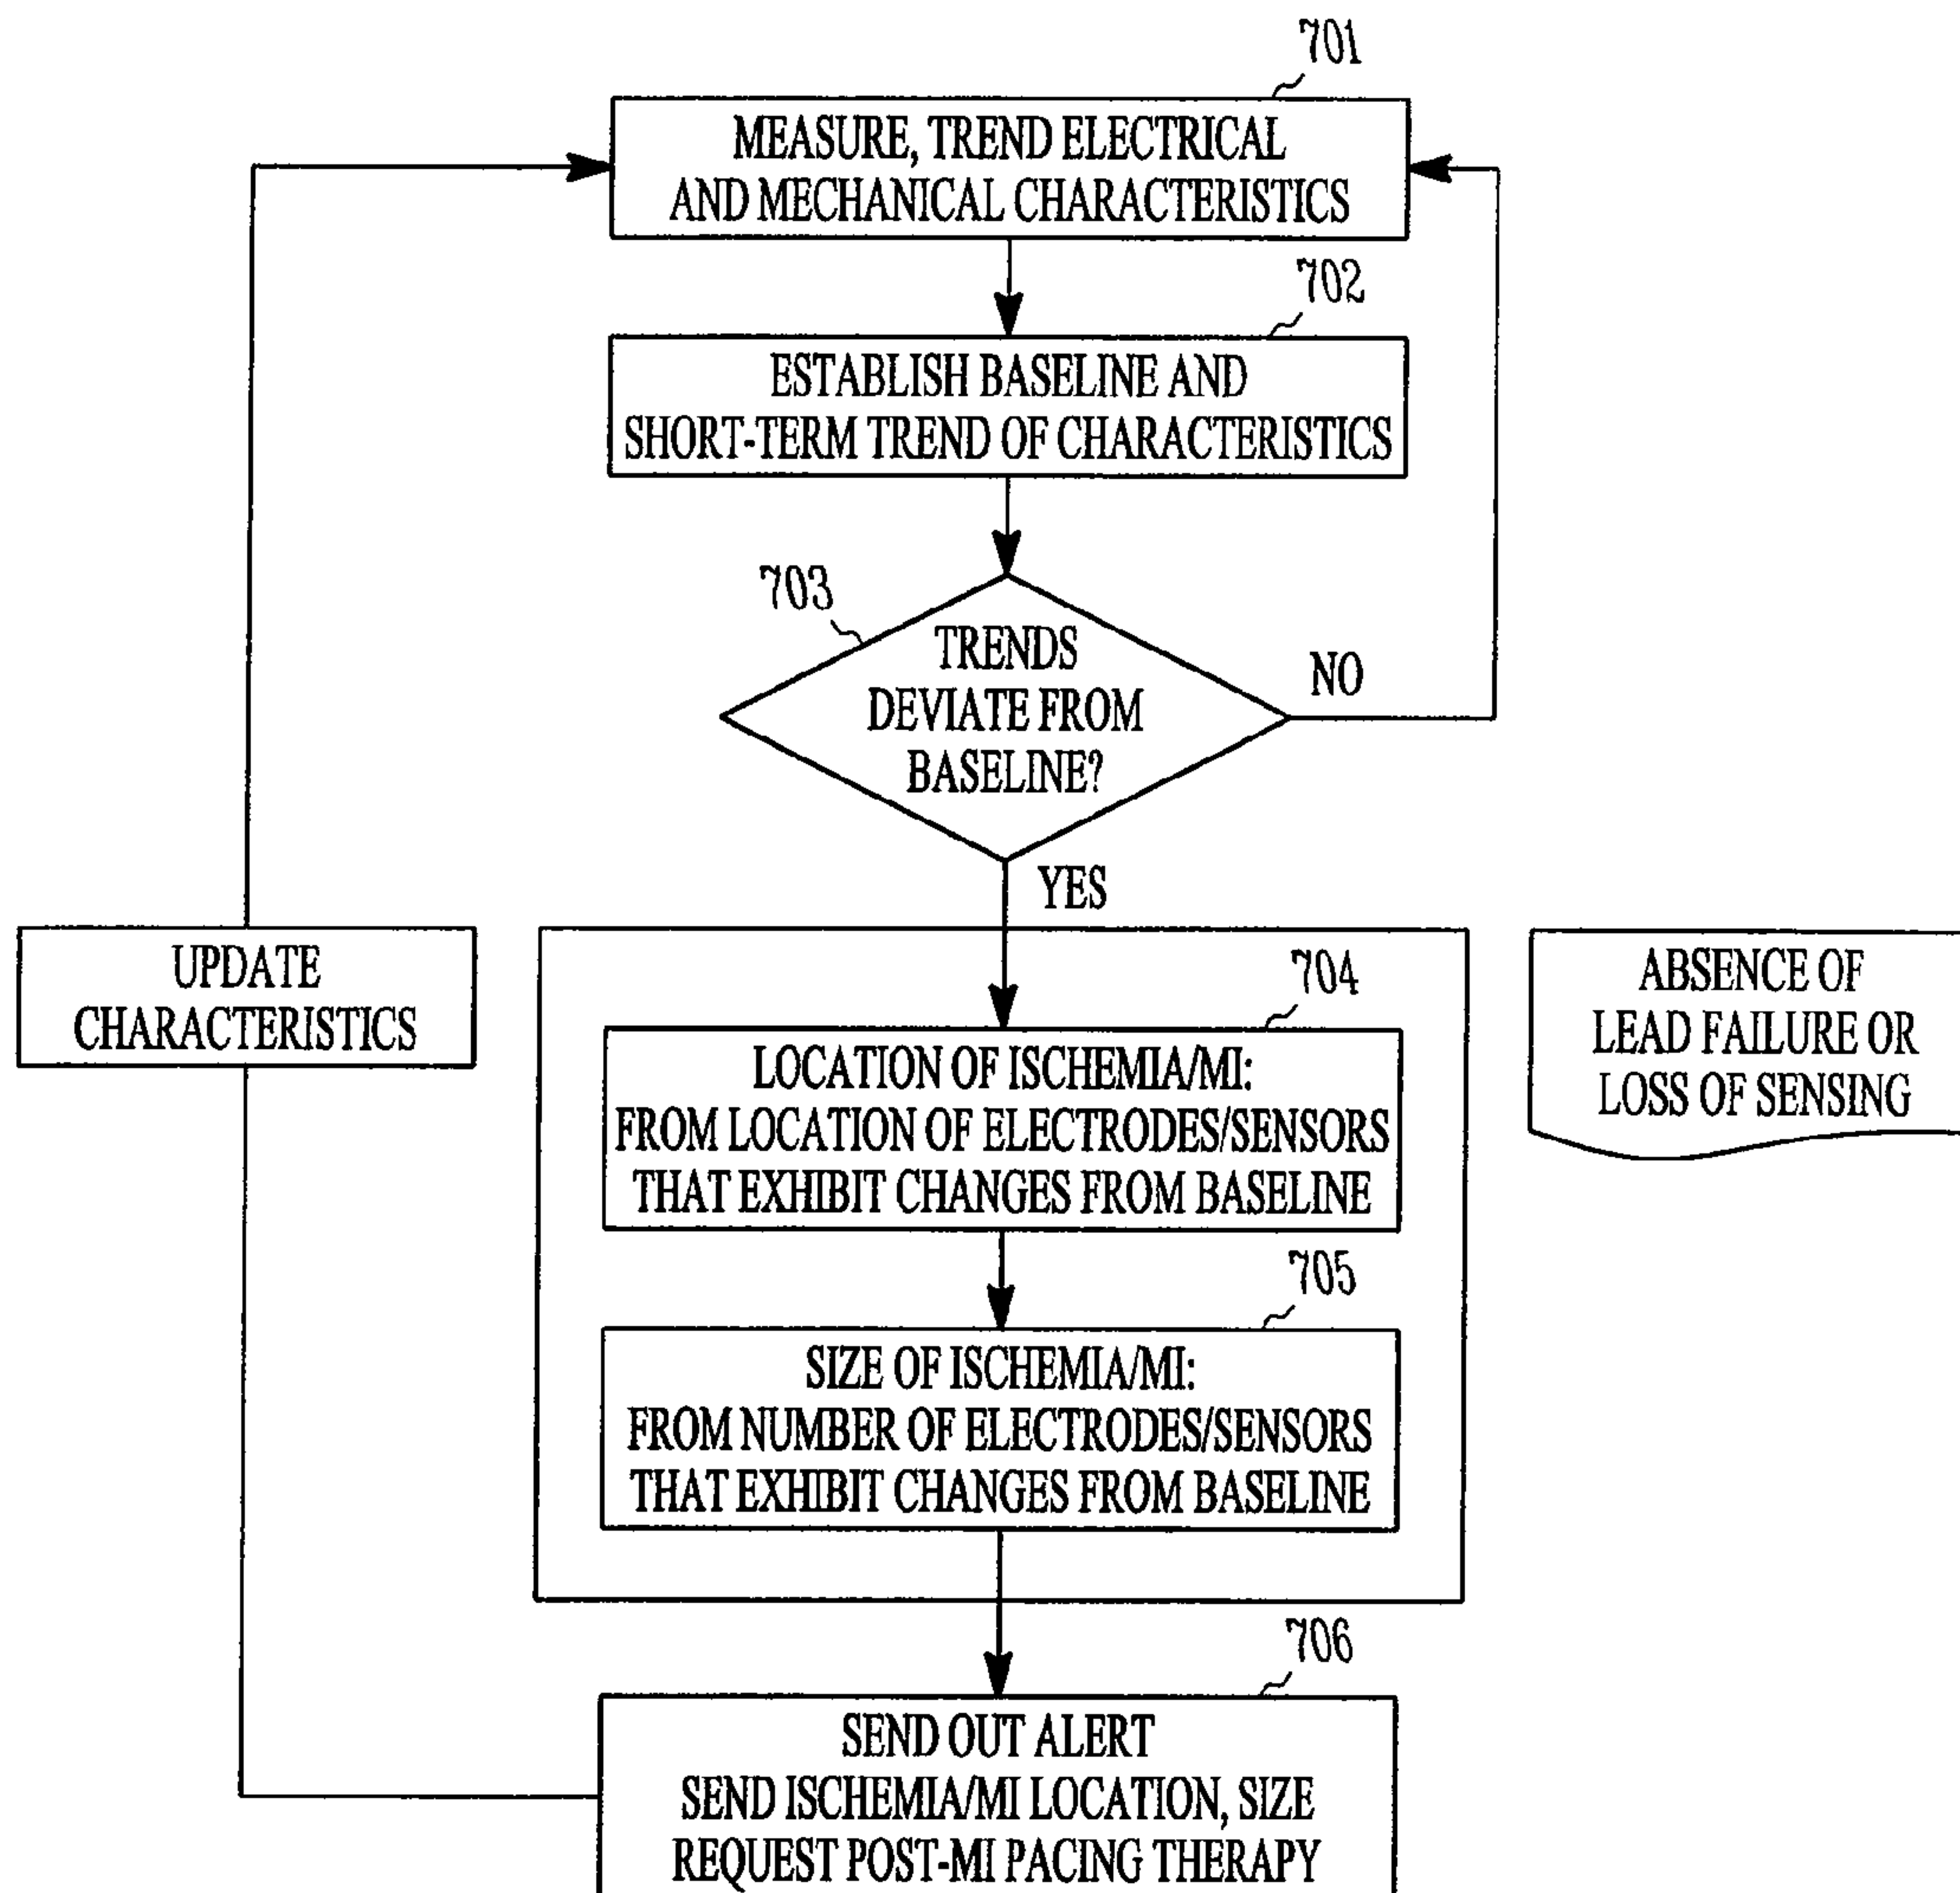 701
MEASURE, TREND ELECTRICAL
AND MECHANICAL CHARACTERISTICS
702
ESTABLISH BASELINE AND
SHORT-TERM TREND OF CHARACTERISTICS
703
TRENDS
DEVIATE FROM
BASELINE?
NO
YES
UPDATE
CHARACTERISTICS
704
LOCATION OF ISCHEMIA/MI:
FROM LOCATION OF ELECTRODES/SENSORS
THAT EXHIBIT CHANGES FROM BASELINE
ABSENCE OF
LEAD FAILURE OR
LOSS OF SENSING
705
SIZE OF ISCHEMIA/MI:
FROM NUMBER OF ELECTRODES/SENSORS
THAT EXHIBIT CHANGES FROM BASELINE
706
SEND OUT ALERT
SEND ISCHEMIA/MI LOCATION, SIZE
REQUEST POST-MI PACING THERAPY